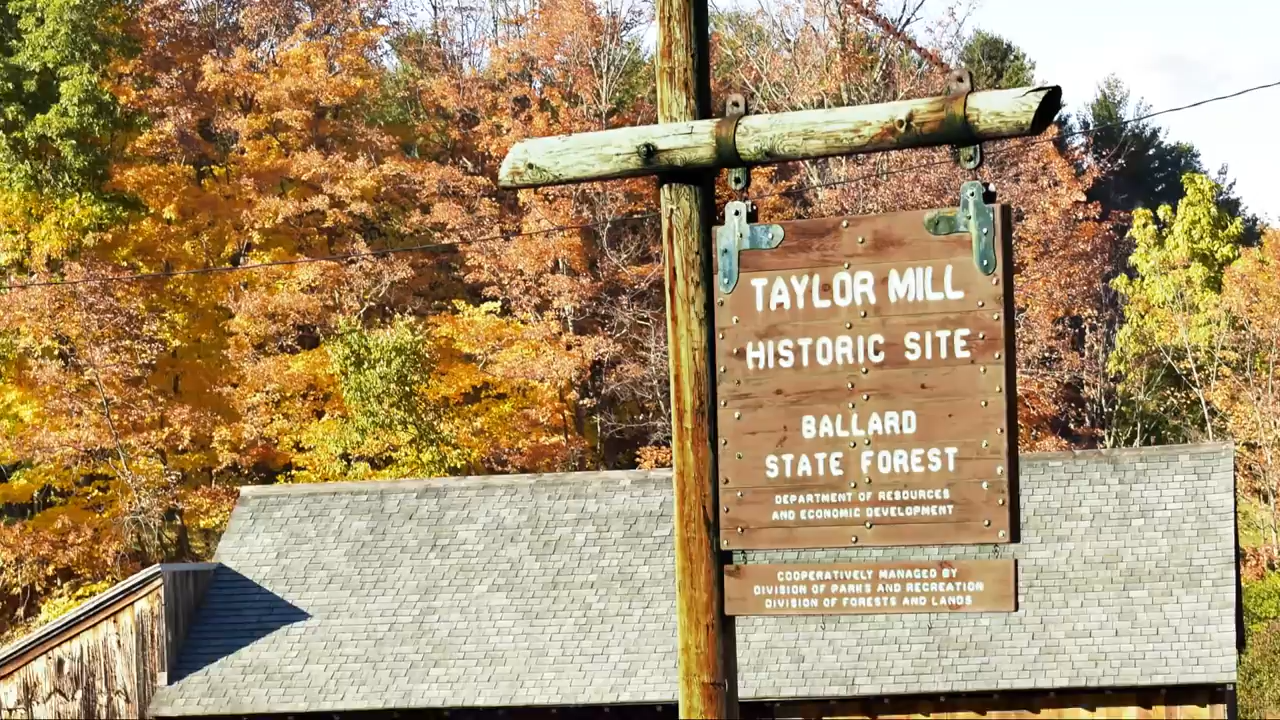 TAYLOR MILL
HISTORIC SITE
BALLARD
STATE FOREST
DEPARTMENT OF RESOURCES
AND ECONOMIC DEVELOPMENT
COOPERATIVELY MANAGED BY
DIVISION OF PARKS AND RECREATION
DIVISION OF FORESTS AND LANDS